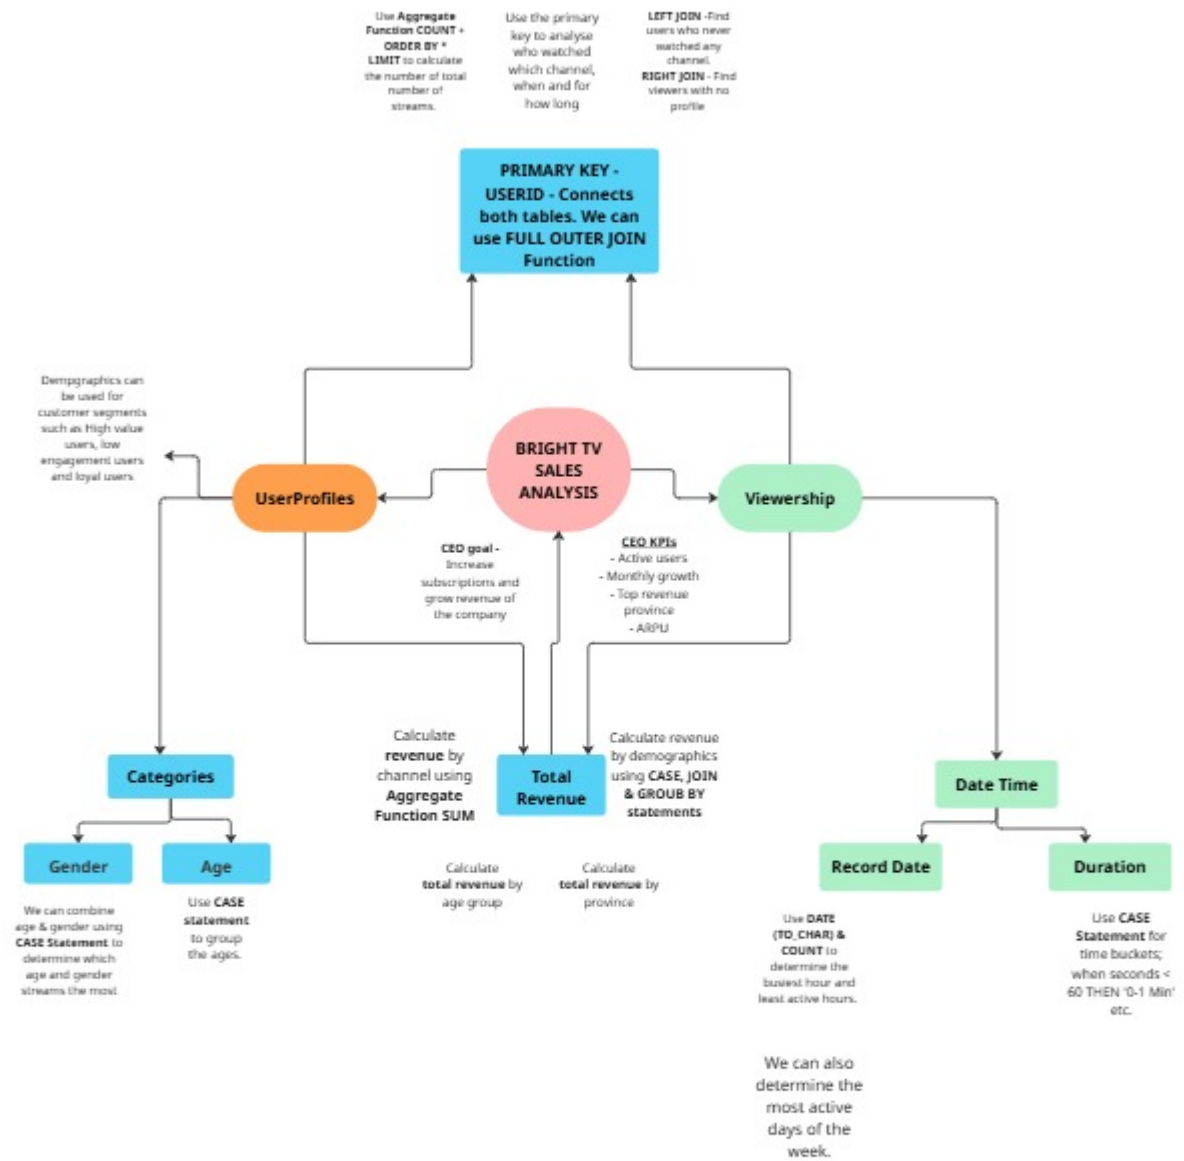 Use Aggregate
Function COUNT +
ORDER BY *
LIMIT to calculate
the number of total
number of
streams.
Use the primary
key to analyse
who watched
which channel,
when and for
how long
LEFT JOIN -Find
users who never
watched any
channel.
RIGHT JOIN - Find
viewers with no
profile
PRIMARY KEY -
USERID - Connects
both tables. We can
use FULL OUTER JOIN
Function
Dempgraphics can
be used for
customer segments
such as High value
users, low
engagement users
and loyal users
UserProfiles
BRIGHT TV
SALES
ANALYSIS
Viewership
CEO goal -
Increase
subscriptions and
grow revenue of
the company
CEO KPIs
- Active users
- Monthly growth
- Top revenue
province
- ARPU
Categories
Calculate
revenue by
channel using
Aggregate
Function SUM
Total
Revenue
Calculate revenue
by demographics
using CASE, JOIN
& GROUB BY
statements
Date Time
Gender
Age
Calculate
total revenue by
age group
Calculate
total revenue by
province
Record Date
Duration
We can combine
age & gender using
CASE Statement to
determine which
age and gender
streams the most
Use CASE
statement
to group
the ages.
Use DATE
(TO_CHAR) &
COUNT to
determine the
busiest hour and
least active hours.
Use CASE
Statement for
time buckets;
when seconds <
60 THEN '0-1 Min'
etc.
We can also
determine the
most active
days of the
week.